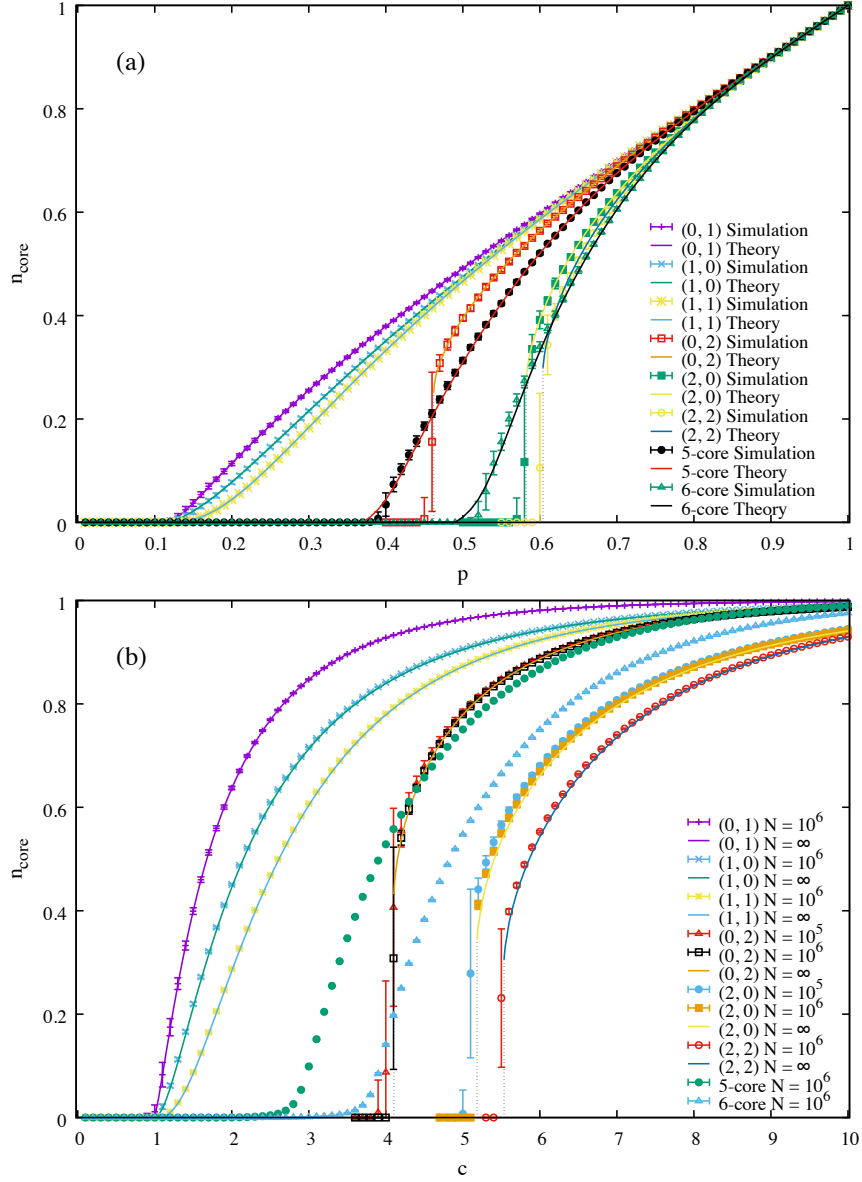 (a)
n_core
1
0.8
0.6
0.4
0.2
0
0
0.1
0.2
0.3
0.4
0.5
0.6
0.7
0.8
0.9
1
p
(0, 1) Simulation
(0, 1) Theory
(1, 0) Simulation
(1, 0) Theory
(1, 1) Simulation
(1, 1) Theory
(0, 2) Simulation
(0, 2) Theory
(2, 0) Simulation
(2, 0) Theory
(2, 2) Simulation
(2, 2) Theory
5-core Simulation
5-core Theory
6-core Simulation
6-core Theory
(b)
n_core
1
0.8
0.6
0.4
0.2
0
0
1
2
3
4
5
6
7
8
9
10
c
(0, 1) N = 10^6
(0, 1) N = ∞
(1, 0) N = 10^6
(1, 0) N = ∞
(1, 1) N = 10^6
(1, 1) N = ∞
(0, 2) N = 10^5
(0, 2) N = 10^6
(0, 2) N = ∞
(2, 0) N = 10^5
(2, 0) N = 10^6
(2, 0) N = ∞
(2, 2) N = 10^6
(2, 2) N = ∞
5-core N = 10^6
6-core N = 10^6